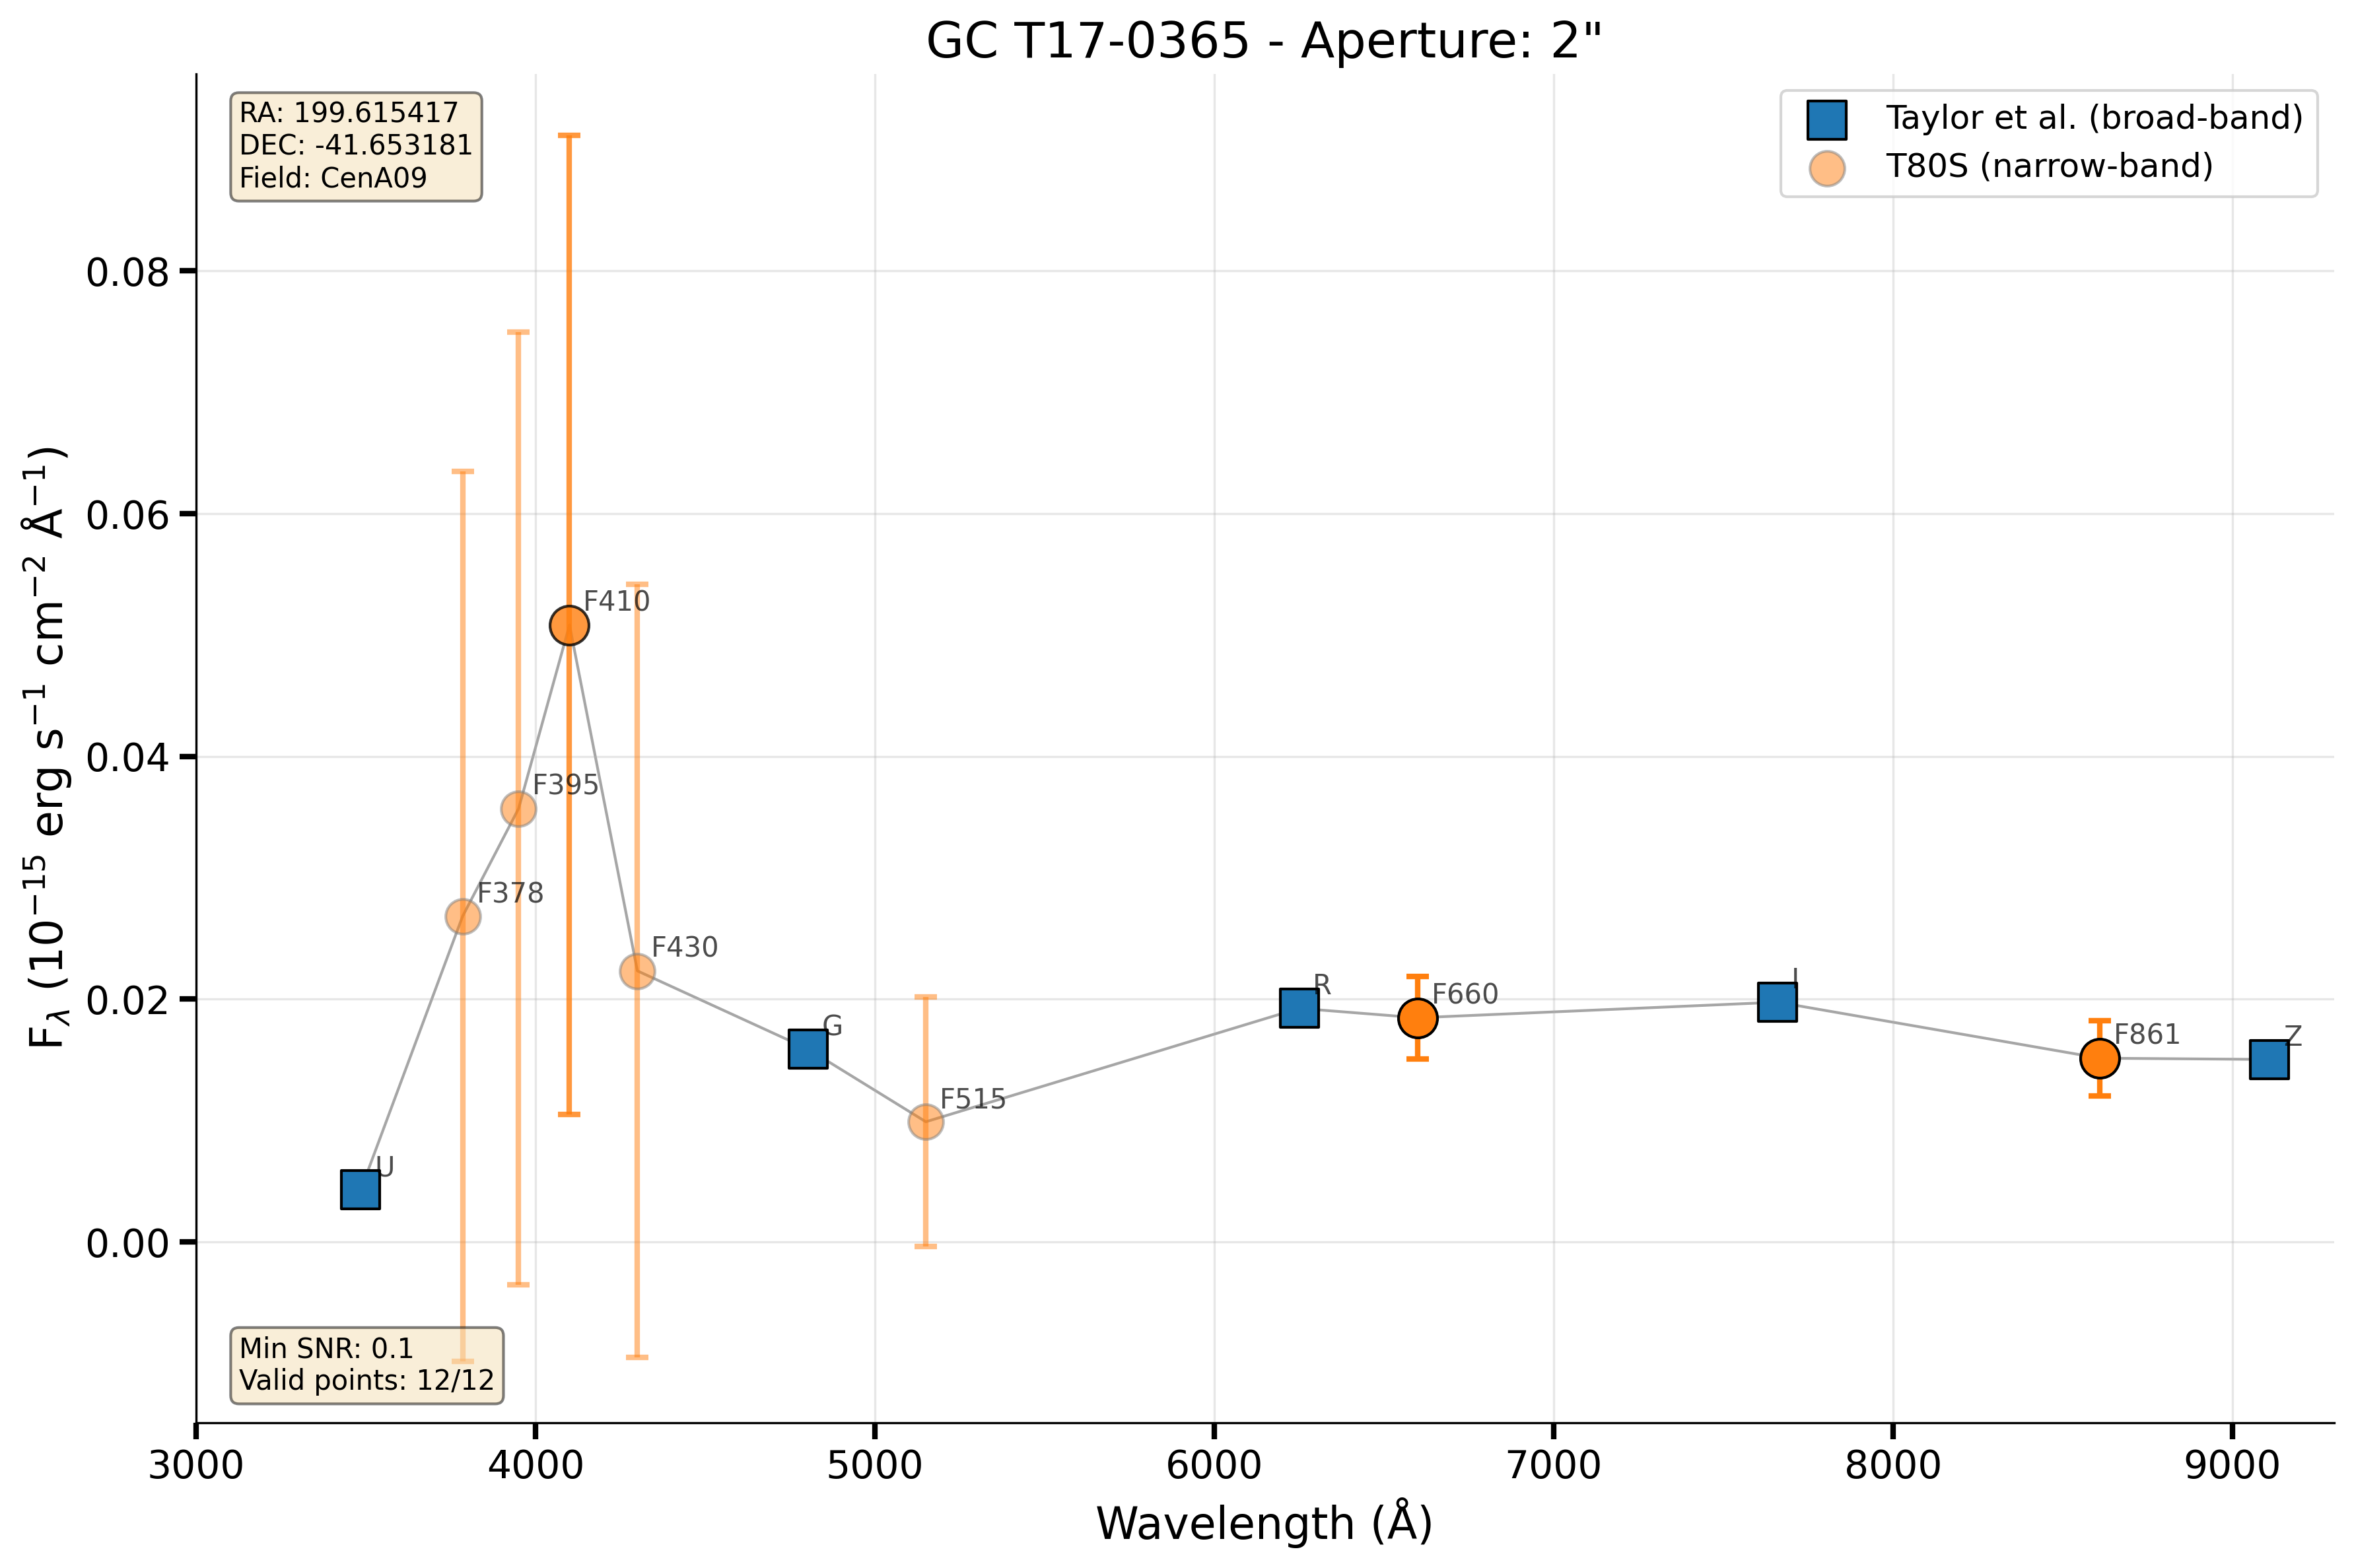 GC T17-0365 - Aperture: 2"
RA: 199.615417
DEC: -41.653181
Field: CenA09
Taylor et al. (broad-band)
T80S (narrow-band)
F$_{\lambda}$ (10$^{-15}$ erg s$^{-1}$ cm$^{-2}$ Å$^{-1}$)
0.08
0.06
0.04
0.02
0.00
F410
F395
F378
F430
R
F660
I
G
F861
Z
F515
U
Min SNR: 0.1
Valid points: 12/12
3000 4000 5000 6000 7000 8000 9000
Wavelength (Å)